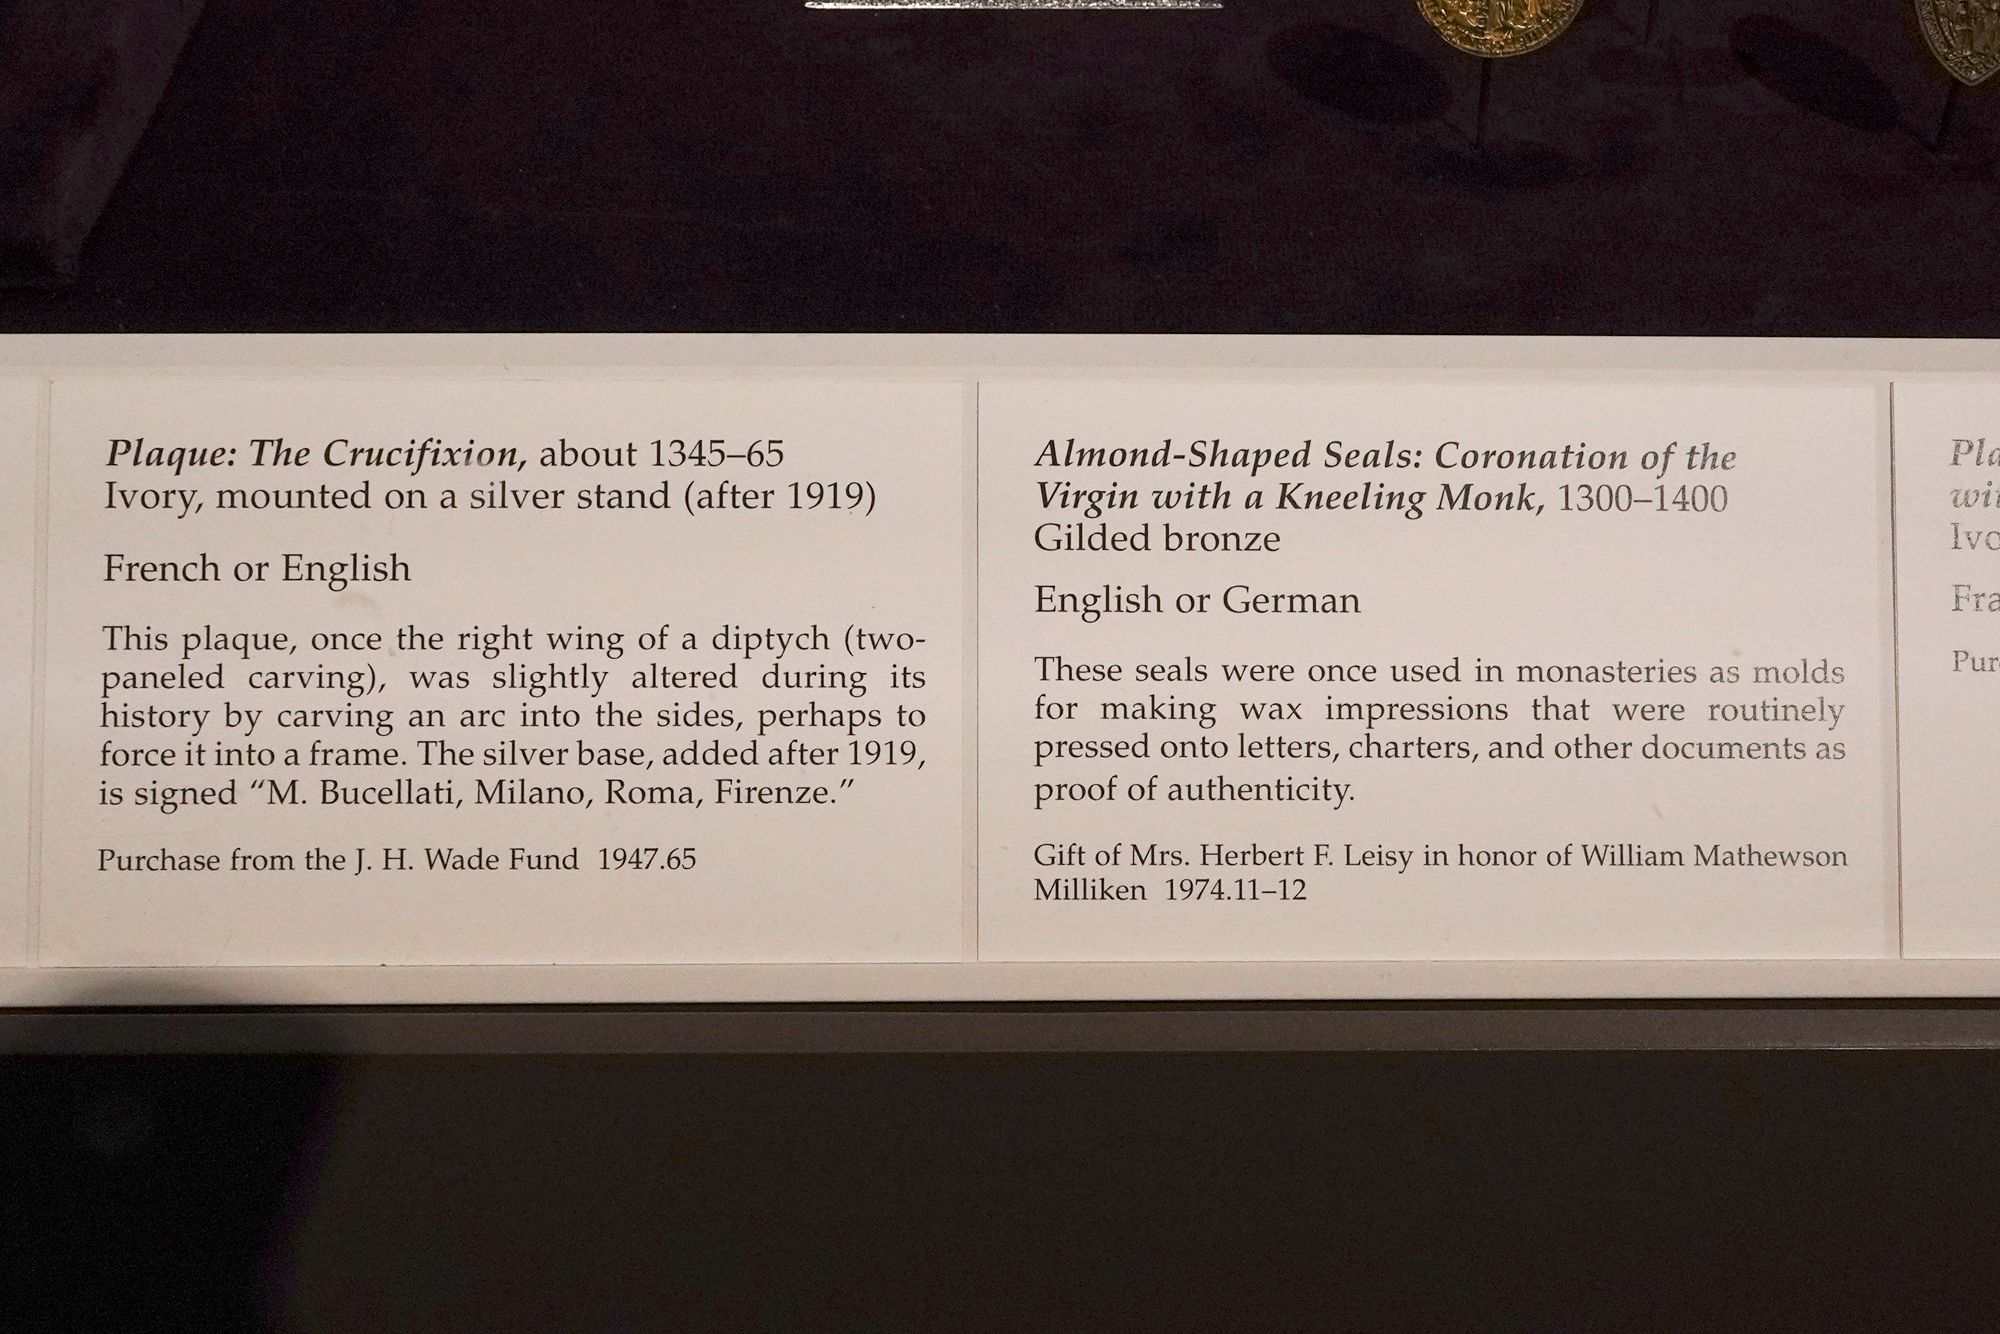 Plaque: The Crucifixion, about 1345–65
Ivory, mounted on a silver stand (after 1919)
French or English
This plaque, once the right wing of a diptych (two-
paneled carving), was slightly altered during its
history by carving an arc into the sides, perhaps to
force it into a frame. The silver base, added after 1919,
is signed “M. Bucellati, Milano, Roma, Firenze.”
Purchase from the J. H. Wade Fund 1947.65
Almond-Shaped Seals: Coronation of the
Virgin with a Kneeling Monk, 1300–1400
Gilded bronze
English or German
These seals were once used in monasteries as molds
for making wax impressions that were routinely
pressed onto letters, charters, and other documents as
proof of authenticity.
Gift of Mrs. Herbert F. Leisy in honor of William Mathewson
Milliken 1974.11–12